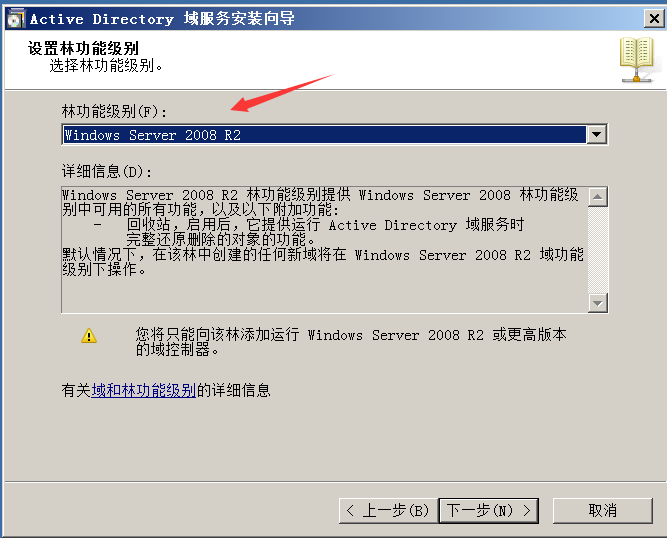 Active Directory 域服务安装向导
设置林功能级别
选择林功能级别。
林功能级别(F):
Windows Server 2008 R2
详细信息(D):
Windows Server 2008 R2 林功能级别提供 Windows Server 2008 林功能级
别中可用的所有功能，以及以下附加功能:
- 回收站，启用后，它提供运行 Active Directory 域服务时
完整还原删除的对象的功能。
默认情况下，在该林中创建的任何新域将在 Windows Server 2008 R2 域功能
级别下操作。
您将只能向该林添加运行 Windows Server 2008 R2 或更高版本
的域控制器。
有关域和林功能级别的详细信息
< 上一步(B) 下一步(N) > 取消